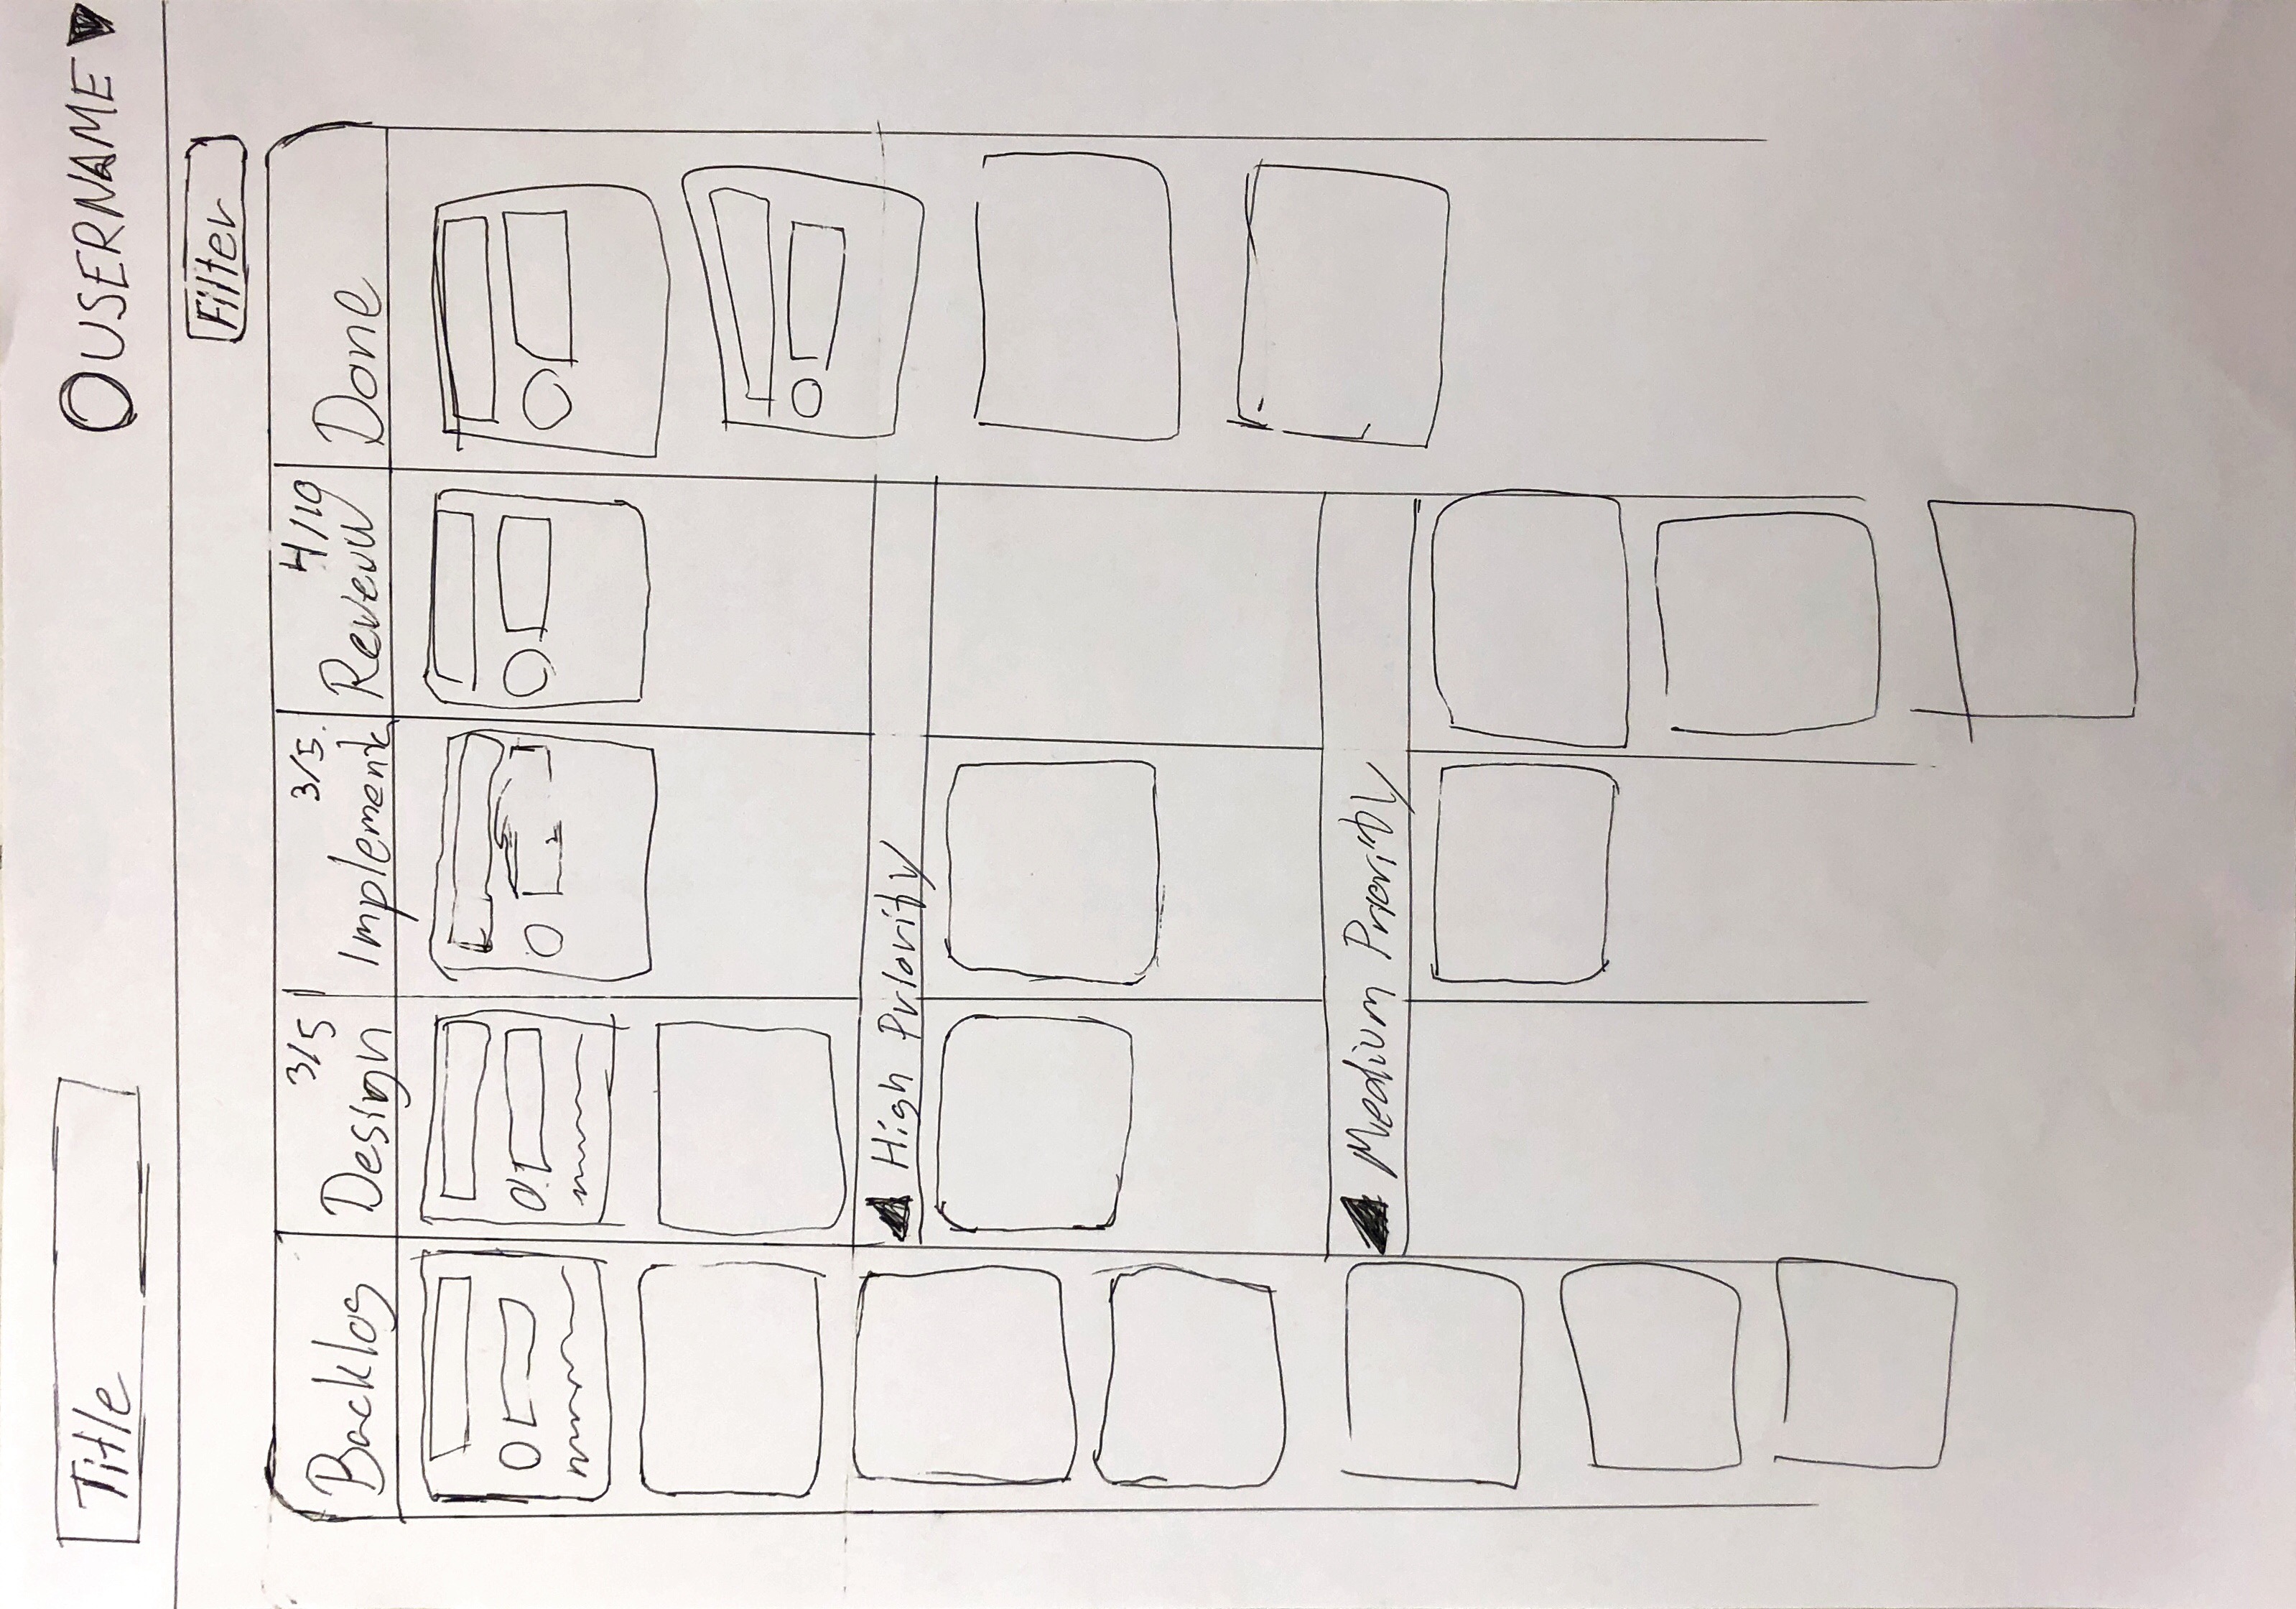 Title
O USERNAME
Filter
3/5
3/5
4/10
Backlog
Design
Implement
Review
Done
High Priority
Medium Priority